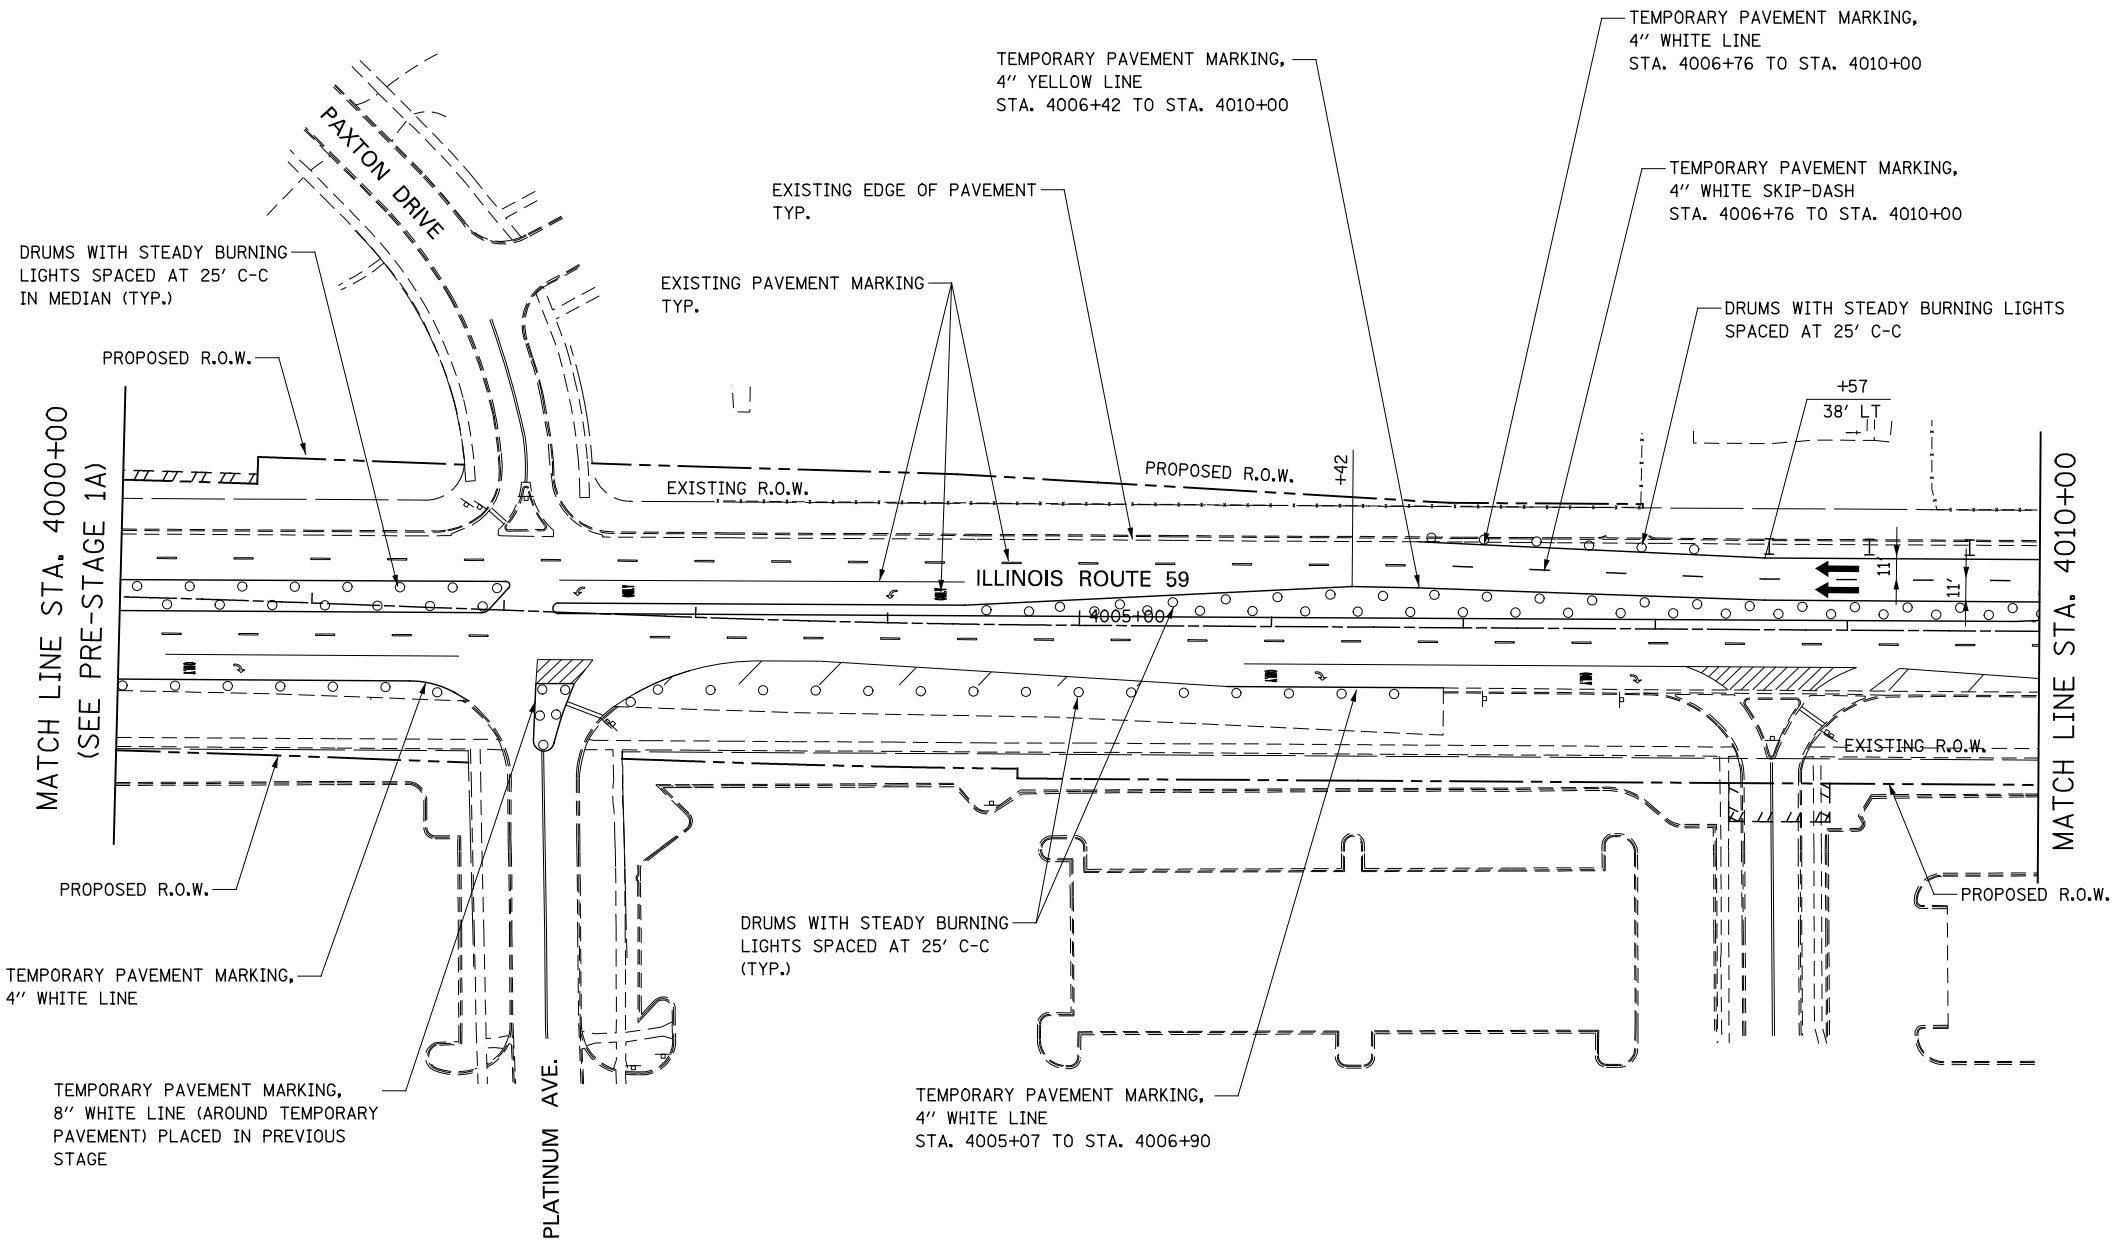 TEMPORARY PAVEMENT MARKING,
4" WHITE LINE
STA. 4006+76 TO STA. 4010+00
TEMPORARY PAVEMENT MARKING,
4" YELLOW LINE
STA. 4006+42 TO STA. 4010+00
PAXTON DRIVE
TEMPORARY PAVEMENT MARKING,
4" WHITE SKIP-DASH
STA. 4006+76 TO STA. 4010+00
EXISTING EDGE OF PAVEMENT
TYP.
DRUMS WITH STEADY BURNING
LIGHTS SPACED AT 25' C-C
IN MEDIAN (TYP.)
EXISTING PAVEMENT MARKING
TYP.
DRUMS WITH STEADY BURNING LIGHTS
SPACED AT 25' C-C
PROPOSED R.O.W.
+57
38' LT
MATCH LINE STA. 4000+00
(SEE PRE-STAGE 1A)
PROPOSED R.O.W.
+42
EXISTING R.O.W.
MATCH LINE STA. 4010+00
ILLINOIS ROUTE 59
11'
11'
4005+00
EXISTING R.O.W.
PROPOSED R.O.W.
PROPOSED R.O.W.
DRUMS WITH STEADY BURNING
LIGHTS SPACED AT 25' C-C
(TYP.)
TEMPORARY PAVEMENT MARKING,
4" WHITE LINE
TEMPORARY PAVEMENT MARKING,
8" WHITE LINE (AROUND TEMPORARY
PAVEMENT) PLACED IN PREVIOUS
STAGE
PLATINUM AVE.
TEMPORARY PAVEMENT MARKING,
4" WHITE LINE
STA. 4005+07 TO STA. 4006+90